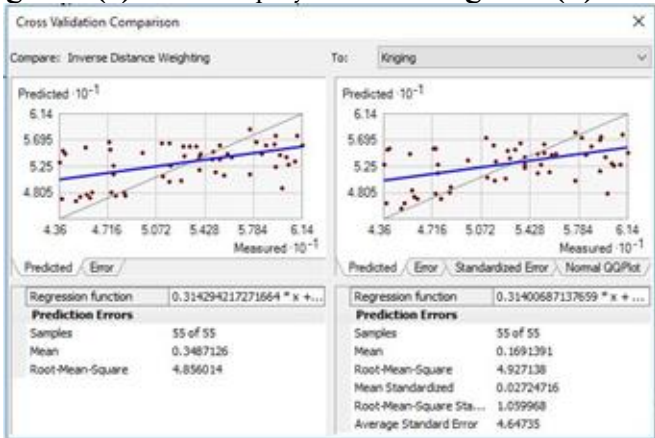 Cross Validation Comparison
Compare: Inverse Distance Weighting
To: Kriging
Predicted ·10⁻¹
6.14
5.695
5.25
4.805
4.36 4.716 5.072 5.428 5.784 6.14
Measured ·10⁻¹
Predicted Error
Regression function 0.314294217271664 * x +...
Prediction Errors
Samples 55 of 55
Mean 0.3487126
Root-Mean-Square 4.856014
Predicted ·10⁻¹
6.14
5.695
5.25
4.805
4.36 4.716 5.072 5.428 5.784 6.14
Measured ·10⁻¹
Predicted Error Standardized Error Normal QQPlot
Regression function 0.31400687137659 * x + ...
Prediction Errors
Samples 55 of 55
Mean 0.1691391
Root-Mean-Square 4.927138
Mean Standardized 0.02724716
Root-Mean-Square Sta... 1.059968
Average Standard Error 4.64735